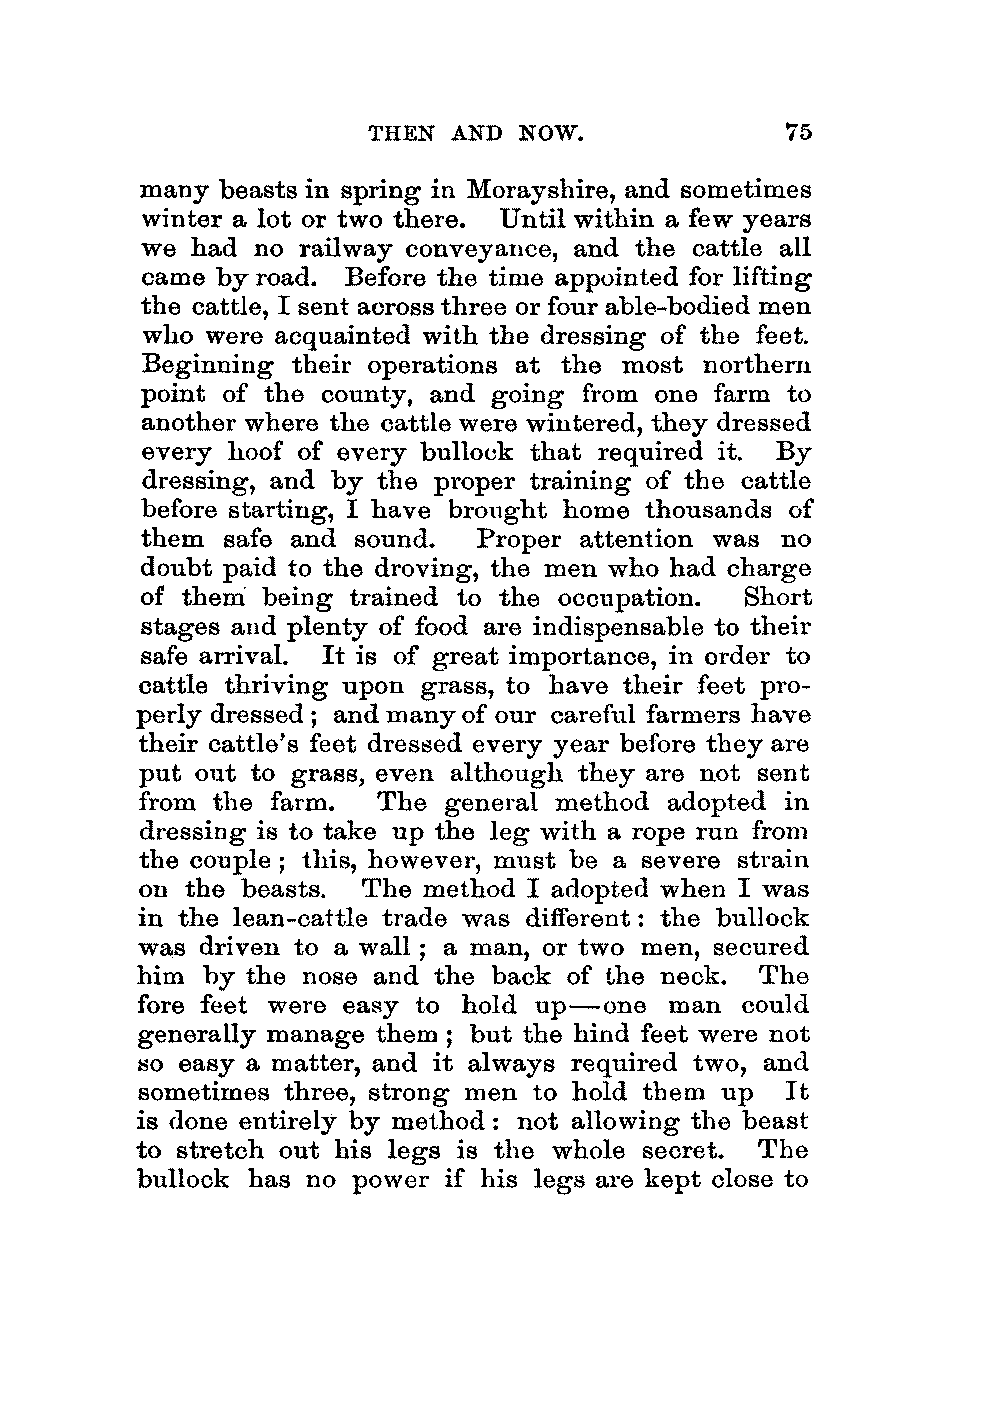 THEN AND NOW. 75
many beasts in spring in Morayshire, and sometimes
winter a lot or two there. Until within a few years
we had no railway conveyance, and the cattle all
came by road. Before the time appointed for lifting
the cattle, I sent across three or four able-bodied men
who were acquainted with the dressing of the feet.
Beginning their operations at the most northern
point of the county, and going from one farm to
another where the cattle were wintered, they dressed
every hoof of every bullock that required it. By
dressing, and by the proper training of the cattle
before starting, I have brought home thousands of
them safe and sound. Proper attention was no
doubt paid to the droving, the men who had charge
of them being trained to the occupation. Short
stages and plenty of food are indispensable to their
safe arrival. It is of great importance, in order to
cattle thriving upon grass, to have their feet pro-
perly dressed; and many of our careful farmers have
their cattle's feet dressed every year before they are
put out to grass, even although they are not sent
from the farm. The general method adopted in
dressing is to take up the leg with a rope run from
the couple; this, however, must be a severe strain
on the beasts. The method I adopted when I was
in the lean-cattle trade was different: the bullock
was driven to a wall; a man, or two men, secured
him by the nose and the back of the neck. The
fore feet were easy to hold up—one man could
generally manage them; but the hind feet were not
so easy a matter, and it always required two, and
sometimes three, strong men to hold them up It
is done entirely by method: not allowing the beast
to stretch out his legs is the whole secret. The
bullock has no power if his legs are kept close to